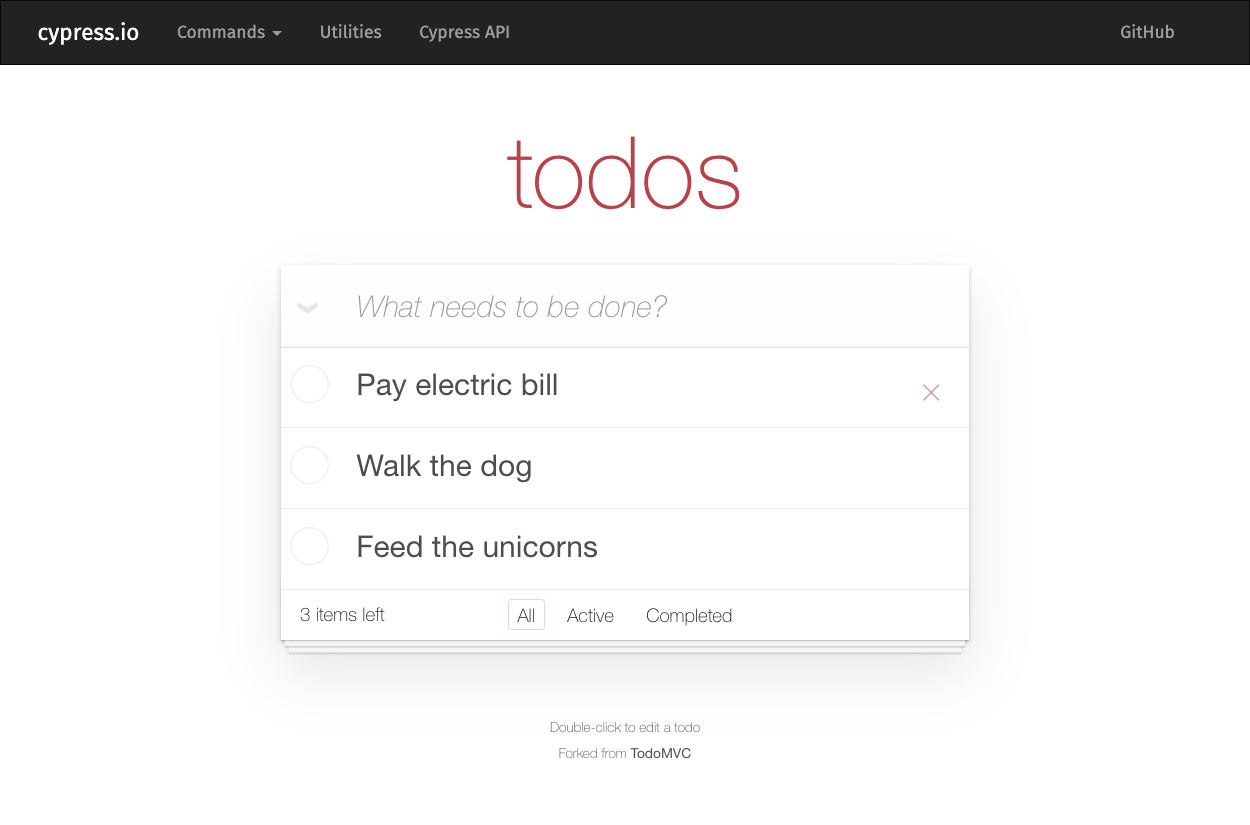 cypress.io Commands Utilities Cypress API GitHub
todos
What needs to be done?
Pay electric bill
Walk the dog
Feed the unicorns
3 items left All Active Completed
Double-click to edit a todo
Forked from TodoMVC